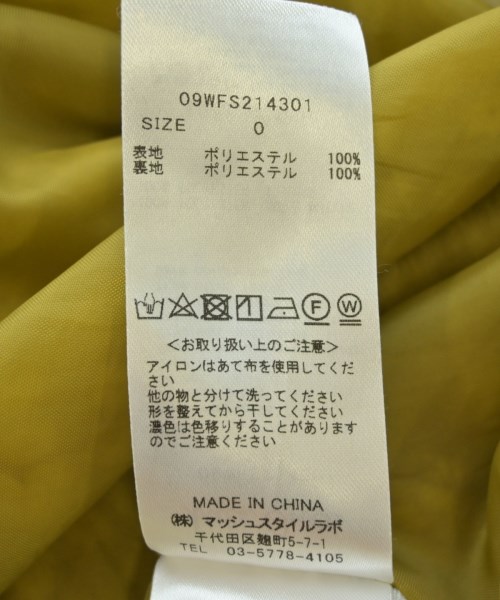 09WFS214301
SIZE 0
表地 ポリエステル 100%
裏地 ポリエステル 100%
F W
<お取り扱い上のご注意>
アイロンはあて布を使用してくだ
さい
他の物と分けて洗ってください
形を整えてから干してください
濃色は色移りすることがあります
のでご注意ください
MADE IN CHINA
(株) マッシュスタイルラボ
千代田区麹町5-7-1
TEL 03-5778-4105